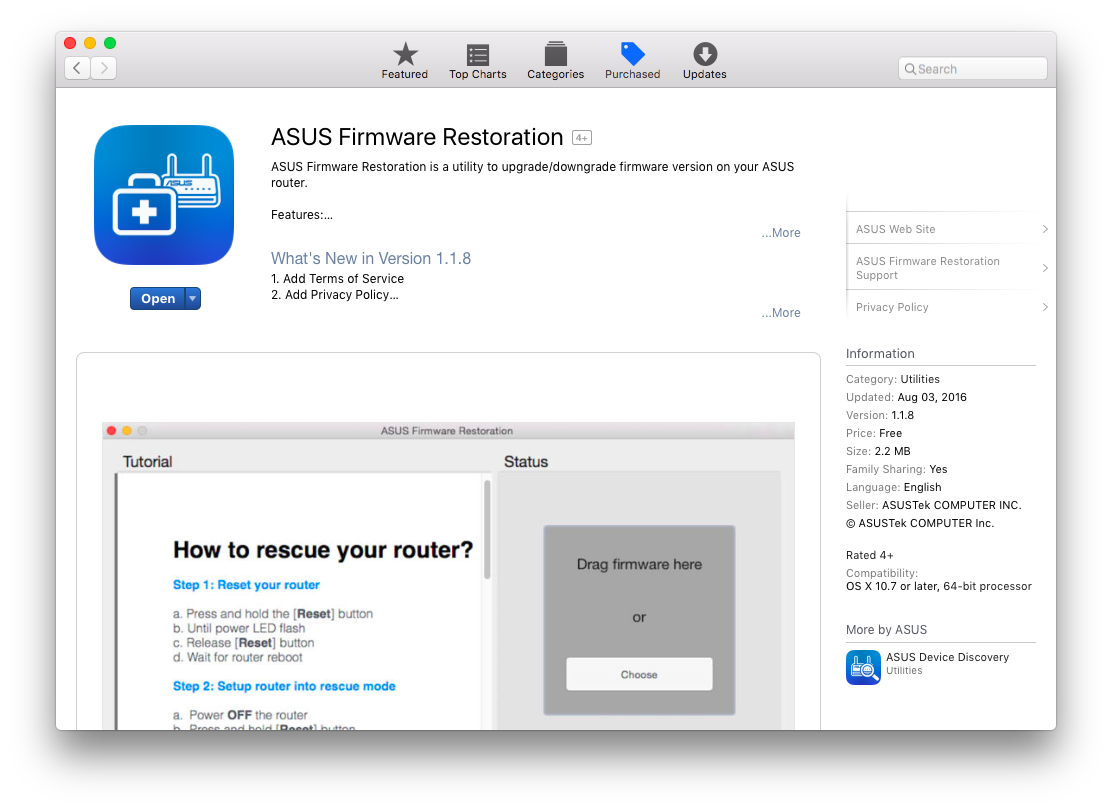 Featured
Top Charts
Categories
Purchased
Updates
Search
ASUS
ASUS Firmware Restoration 4+
ASUS Firmware Restoration is a utility to upgrade/downgrade firmware version on your ASUS
router.
Features:...
...More
What's New in Version 1.1.8
1. Add Terms of Service
2. Add Privacy Policy...
...More
Open
ASUS Web Site
ASUS Firmware Restoration
Support
Privacy Policy
Information
Category: Utilities
Updated: Aug 03, 2016
Version: 1.1.8
Price: Free
Size: 2.2 MB
Family Sharing: Yes
Language: English
Seller: ASUSTek COMPUTER INC.
© ASUSTek COMPUTER Inc.
Rated 4+
Compatibility:
OS X 10.7 or later, 64-bit processor
More by ASUS
ASUS Device Discovery
Utilities
ASUS Firmware Restoration
Tutorial
How to rescue your router?
Step 1: Reset your router
a. Press and hold the [Reset] button
b. Until power LED flash
c. Release [Reset] button
d. Wait for router reboot
Step 2: Setup router into rescue mode
a. Power OFF the router
b. Press and hold [Reset] button
Status
Drag firmware here
or
Choose